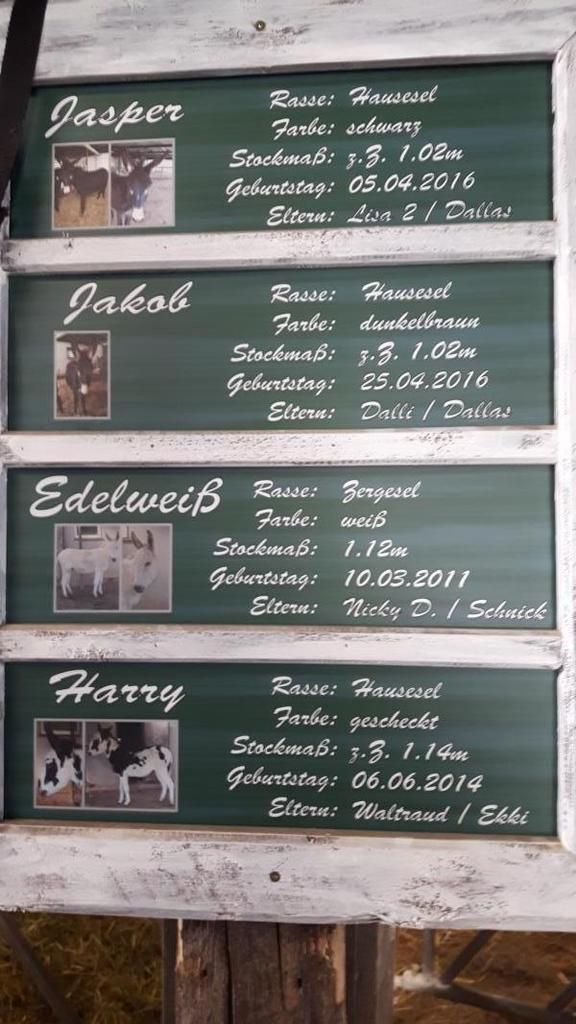 Jasper
Rasse: Hausesel
Farbe: schwarz
Stockmaß: z.Z. 1.02m
Geburtstag: 05.04.2016
Eltern: Lisa 2 / Dallas
Jakob
Rasse: Hausesel
Farbe: dunkelbraun
Stockmaß: z.Z. 1.02m
Geburtstag: 25.04.2016
Eltern: Dalli / Dallas
Edelweiß
Rasse: Zergesel
Farbe: weiß
Stockmaß: 1.12m
Geburtstag: 10.03.2011
Eltern: Nicky D. / Schnick
Harry
Rasse: Hausesel
Farbe: gescheckt
Stockmaß: z.Z. 1.14m
Geburtstag: 06.06.2014
Eltern: Waltraud / Ekki